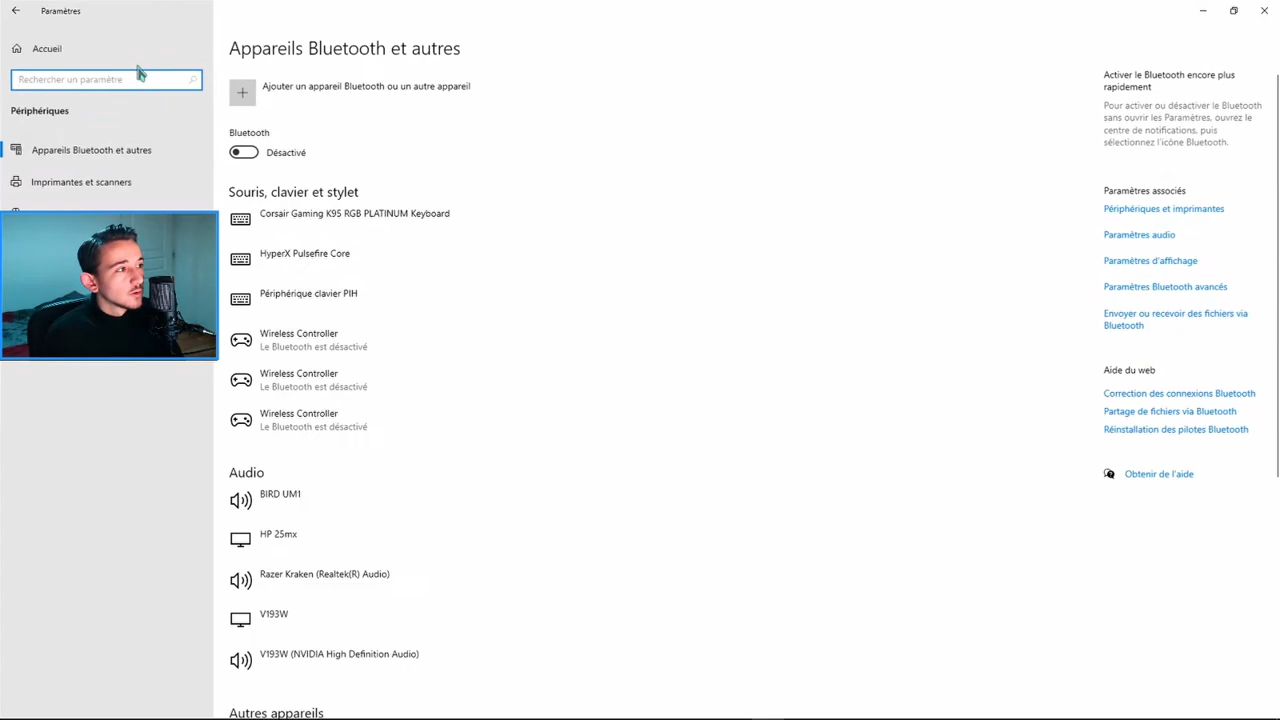 Paramètres
Accueil
Rechercher un paramètre
Périphériques
Appareils Bluetooth et autres
Imprimantes et scanners
Appareils Bluetooth et autres
Ajouter un appareil Bluetooth ou un autre appareil
Bluetooth
Désactivé
Souris, clavier et stylet
Corsair Gaming K95 RGB PLATINUM Keyboard
HyperX Pulsefire Core
Périphérique clavier PIH
Wireless Controller
Le Bluetooth est désactivé
Wireless Controller
Le Bluetooth est désactivé
Wireless Controller
Le Bluetooth est désactivé
Audio
BIRD UM1
HP 25mx
Razer Kraken (Realtek(R) Audio)
V193W
V193W (NVIDIA High Definition Audio)
Autres appareils
Activer le Bluetooth encore plus
rapidement
Pour activer ou désactiver le Bluetooth
sans ouvrir les Paramètres, ouvrez le
centre de notifications, puis
sélectionnez l'icône Bluetooth.
Paramètres associés
Périphériques et imprimantes
Paramètres audio
Paramètres d'affichage
Paramètres Bluetooth avancés
Envoyer ou recevoir des fichiers via
Bluetooth
Aide du web
Correction des connexions Bluetooth
Partage de fichiers via Bluetooth
Réinstallation des pilotes Bluetooth
Obtenir de l'aide